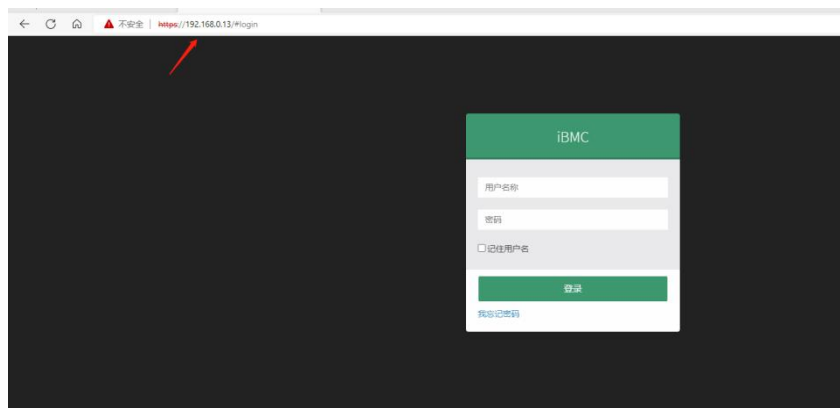 不安全 | https://192.168.0.13/#login
iBMC
用户名称
密码
记住用户名
登录
我忘记密码